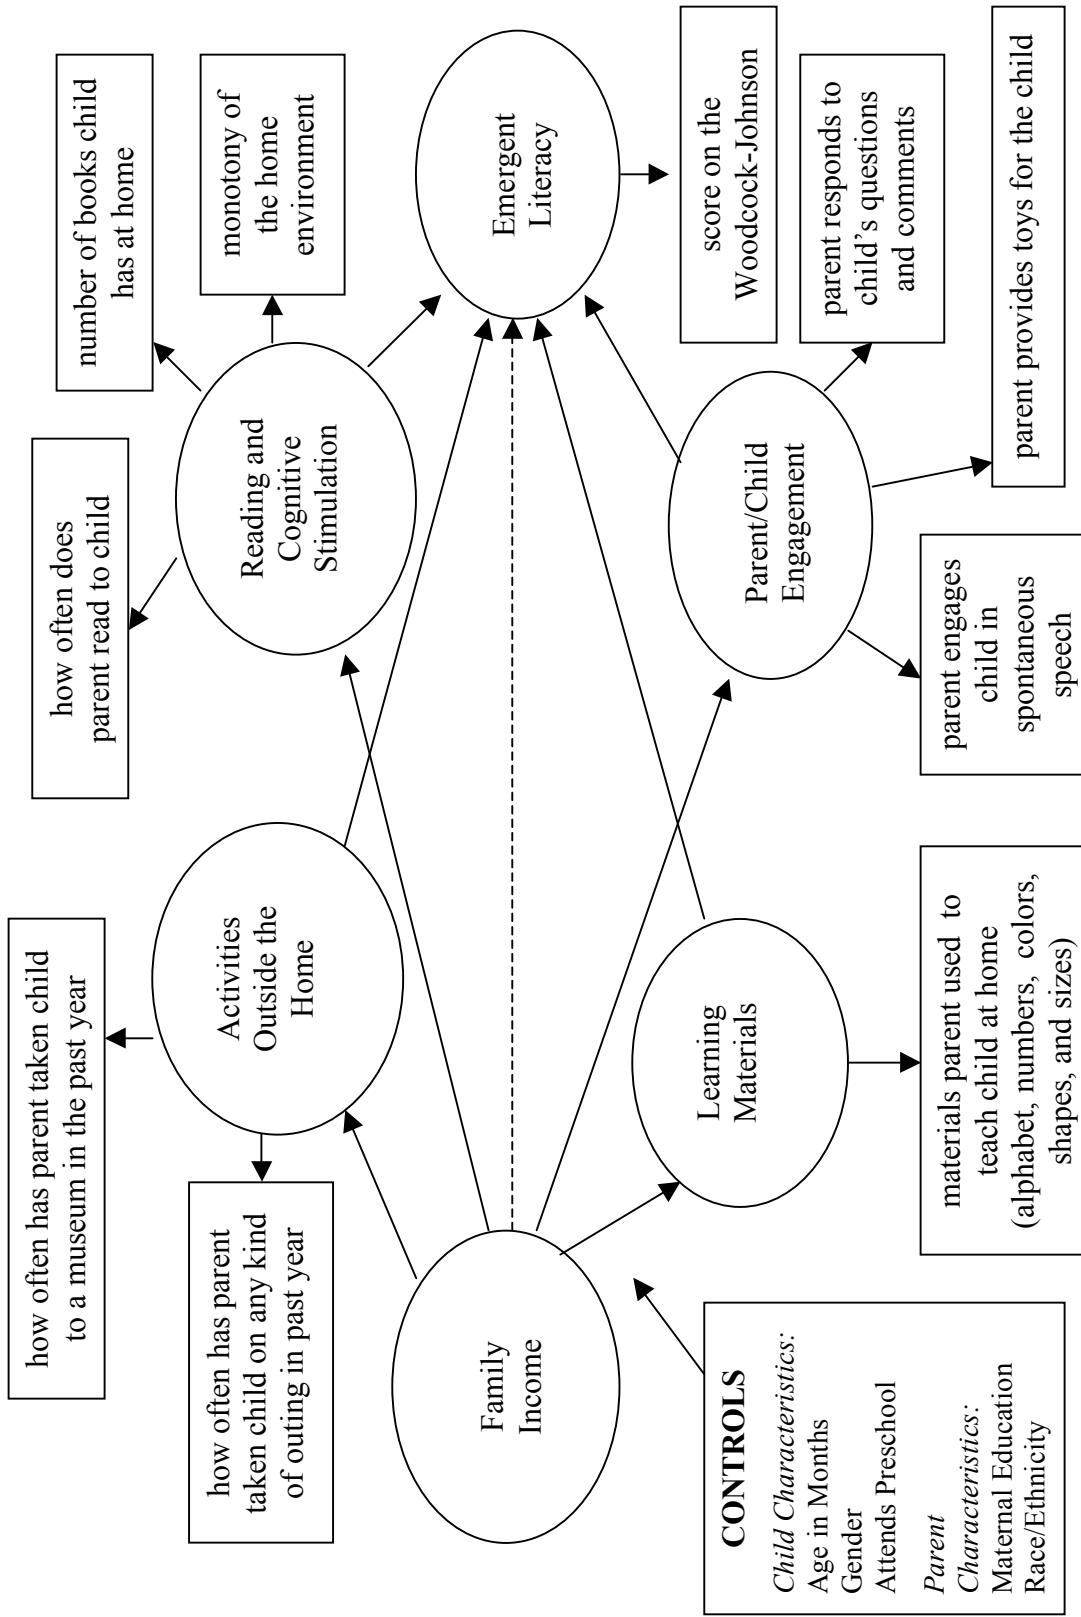 how often has parent taken child
to a museum in the past year
how often does
parent read to child
number of books child
has at home
how often has parent
taken child on any kind
of outing in past year
Activities
Outside the
Home
Reading and
Cognitive
Stimulation
monotony of
the home
environment
Family
Income
Emergent
Literacy
Learning
Materials
Parent/Child
Engagement
score on the
Woodcock-Johnson
parent responds to
child’s questions
and comments
CONTROLS
Child Characteristics:
Age in Months
Gender
Attends Preschool
Parent
Characteristics:
Maternal Education
Race/Ethnicity
materials parent used to
teach child at home
(alphabet, numbers, colors,
shapes, and sizes)
parent engages
child in
spontaneous
speech
parent provides toys for the child